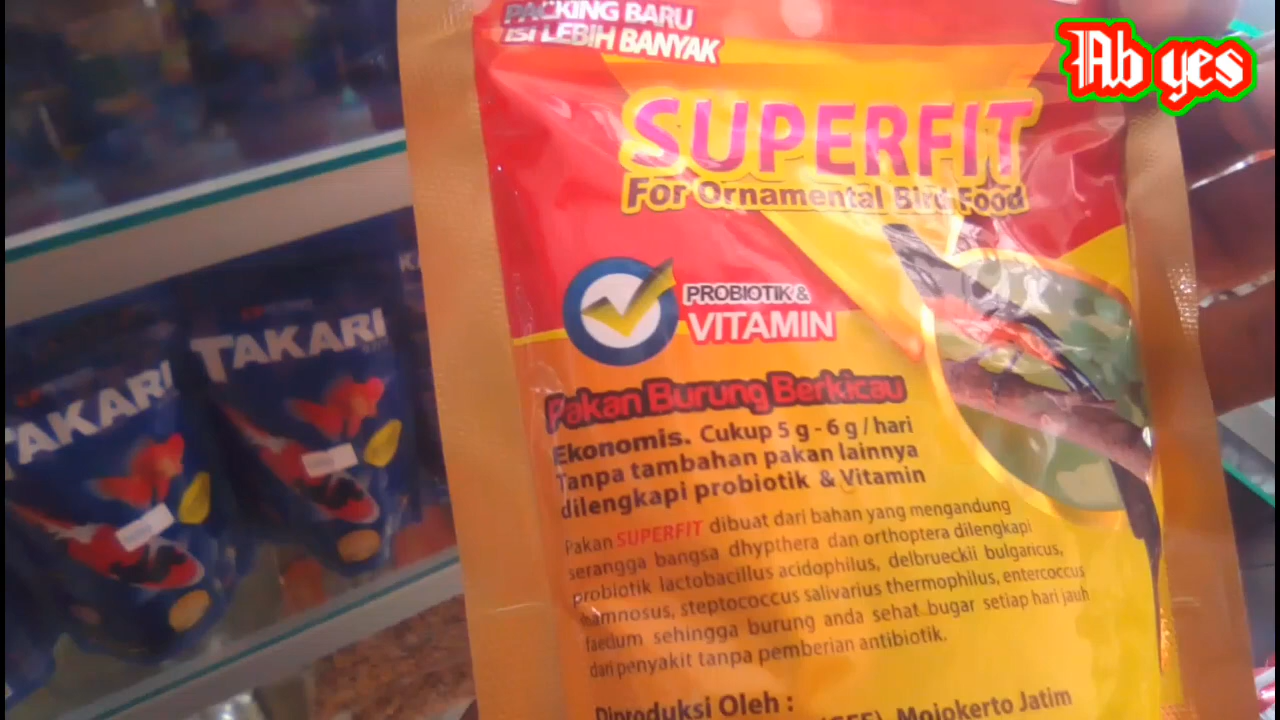 PACKING BARU
ISI LEBIH BANYAK
Ab yes
SUPERFIT
For Ornamental Bird Food
PROBIOTIK &
VITAMIN
Pakan Burung Berkicau
Ekonomis. Cukup 5 g - 6 g / hari
Tanpa tambahan pakan lainnya
dilengkapi probiotik & Vitamin
Pakan SUPERFIT dibuat dari bahan yang mengandung
serangga bangsa dhypthera dan orthoptera dilengkapi
probiotik lactobacillus acidophilus, delbrueckii bulgaricus,
rhamnosus, steptococcus salivarius thermophilus, entercoccus
faecium sehingga burung anda sehat bugar setiap hari jauh
dari penyakit tanpa pemberian antibiotik.
Diproduksi Oleh :
Mojokerto Jatim
TAKARI
TAKARI